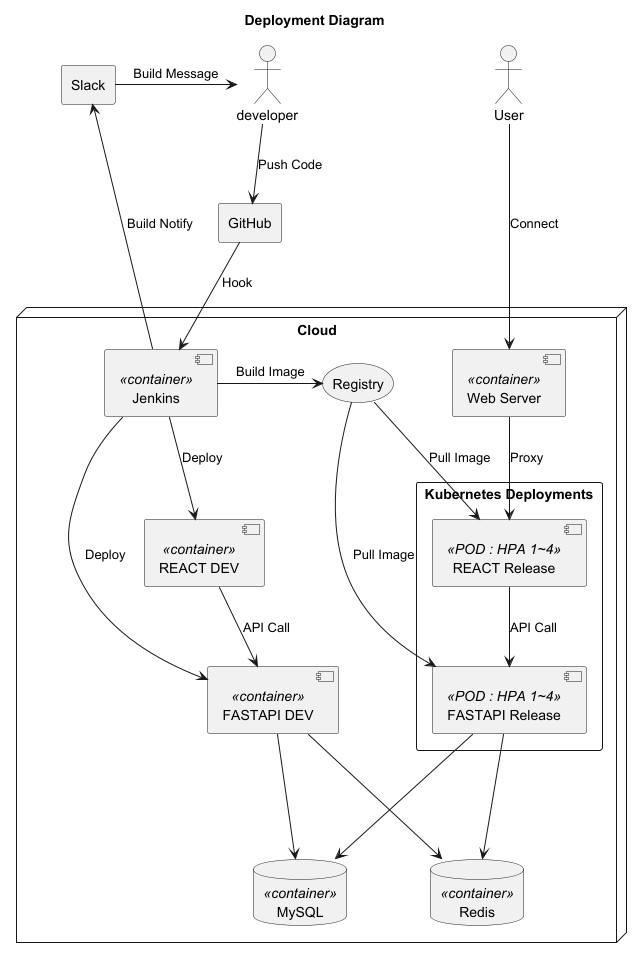 Deployment Diagram
Slack
Build Message
developer
User
Push Code
Build Notify
GitHub
Connect
Hook
Cloud
«container»
Jenkins
Build Image
Registry
«container»
Web Server
Deploy
Pull Image
Proxy
Kubernetes Deployments
Deploy
«container»
REACT DEV
Pull Image
«POD : HPA 1~4»
REACT Release
API Call
API Call
«container»
FASTAPI DEV
«POD : HPA 1~4»
FASTAPI Release
«container»
MySQL
«container»
Redis